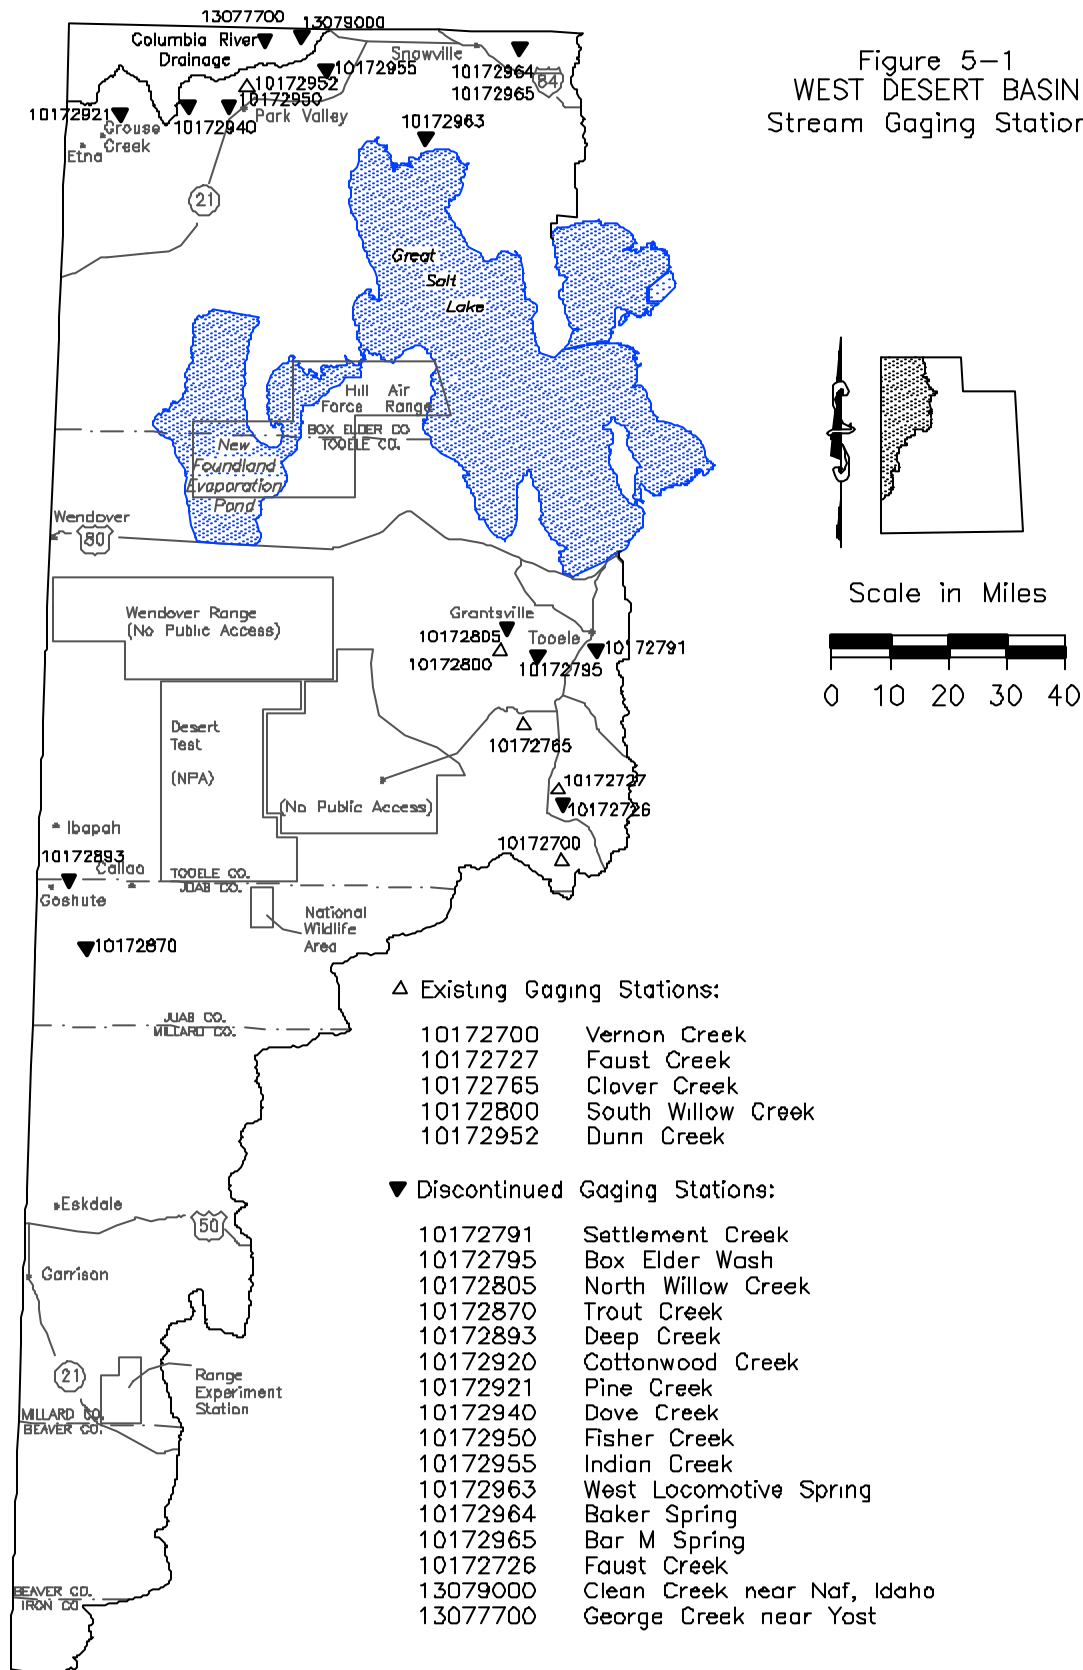 Figure 5-1
WEST DESERT BASIN
Stream Gaging Station
13077700
13079000
Columbia River
Drainage
10172955
Snowville
10172964
10172965
84
10172952
10172950
Park Valley
10172921
Grouse
Creek
10172940
Etna
10172963
21
Great
Salt
Lake
Hill Air
Force Range
BOX ELDER CO
TOOELE CO.
New
Foundland
Evaporation
Pond
Wendover
80
Scale in Miles
0 10 20 30 40
Wendover Range
(No Public Access)
Grantsville
10172805
Tooele
10172791
10172800
10172795
Desert
Test
(NPA)
10172765
(No Public Access)
10172727
10172726
Ibapah
10172700
10172893
Callao
TOOELE CO.
JUAB CO.
Goshute
National
Wildlife
Area
10172870
JUAB CO.
MILLARD CO.
Existing Gaging Stations:
10172700 Vernon Creek
10172727 Faust Creek
10172765 Clover Creek
10172800 South Willow Creek
10172952 Dunn Creek
Discontinued Gaging Stations:
10172791 Settlement Creek
10172795 Box Elder Wash
10172805 North Willow Creek
10172870 Trout Creek
10172893 Deep Creek
10172920 Cottonwood Creek
10172921 Pine Creek
10172940 Dove Creek
10172950 Fisher Creek
10172955 Indian Creek
10172963 West Locomotive Spring
10172964 Baker Spring
10172965 Bar M Spring
10172726 Faust Creek
13079000 Clean Creek near Naf, Idaho
13077700 George Creek near Yost
Eskdale
50
Garrison
21
Range
Experiment
Station
MILLARD CO.
BEAVER CO.
BEAVER CO.
IRON CO